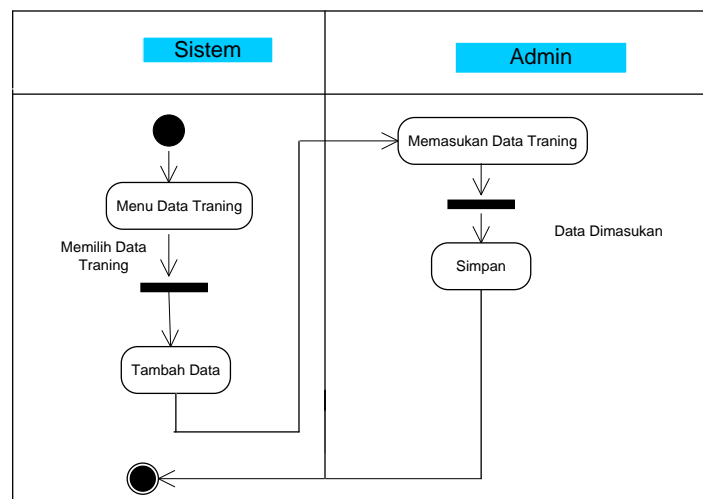 Sistem
Admin
Memasukan Data Traning
Menu Data Traning
Data Dimasukan
Memilih Data
Traning
Simpan
Tambah Data